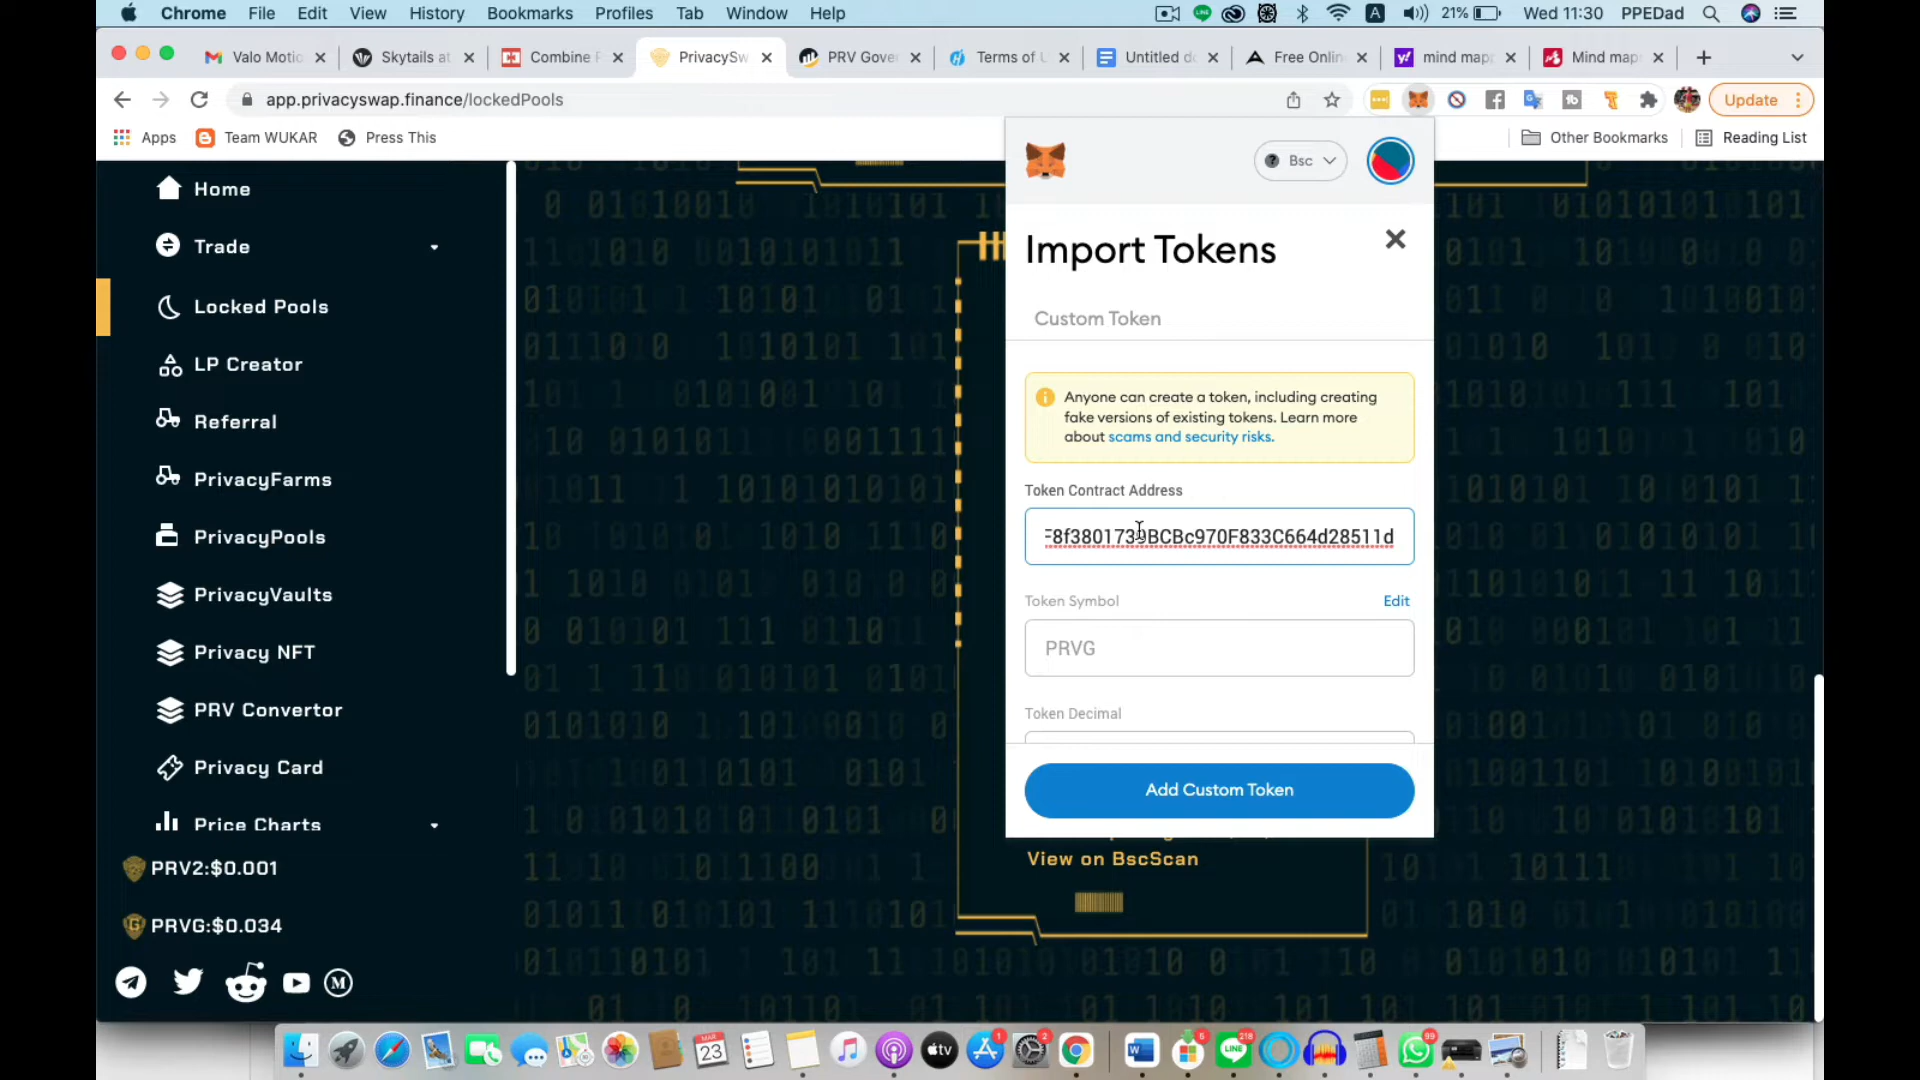 Chrome File Edit View History Bookmarks Profiles Tab Window Help 21% Wed 11:30 PPEDad
Valo Motio Skytails at Combine PrivacySw PRV Gove Terms of U Untitled do Free Onlin mind map Mind map
app.privacyswap.finance/lockedPools Update
Apps Team WUKAR Press This Other Bookmarks Reading List
Home
Trade
Locked Pools
LP Creator
Referral
PrivacyFarms
PrivacyPools
PrivacyVaults
Privacy NFT
PRV Convertor
Privacy Card
Price Charts
PRV2:$0.001
PRVG:$0.034
Bsc
Import Tokens
Custom Token
Anyone can create a token, including creating
fake versions of existing tokens. Learn more
about scams and security risks.
Token Contract Address
F8f3801739BCBc970F833C664d28511d
Token Symbol Edit
PRVG
Token Decimal
Add Custom Token
View on BscScan